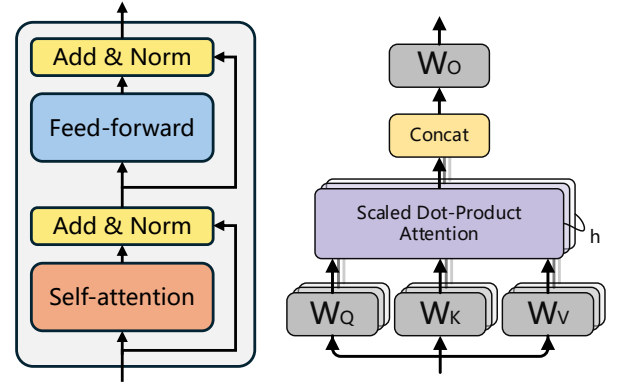 Add & Norm
Feed-forward
Add & Norm
Self-attention
Wo
Concat
Scaled Dot-Product
Attention
h
WQ
WK
WV